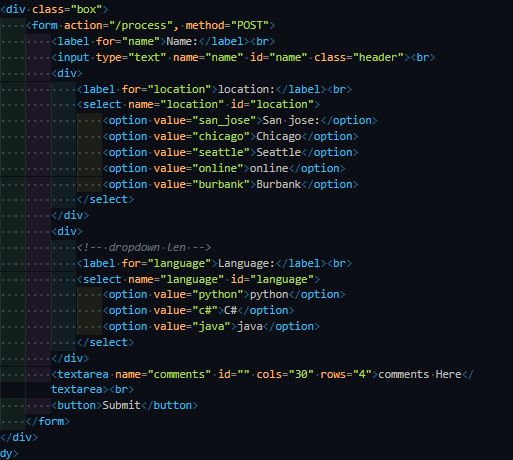 <div class="box">
<form action="/process", method="POST">
<label for="name">Name:</label><br>
<input type="text" name="name" id="name" class="header"><br>
<div>
<label for="location">location:</label><br>
<select name="location" id="location">
<option value="san_jose">San jose:</option>
<option value="chicago">Chicago</option>
<option value="seattle">Seattle</option>
<option value="online">online</option>
<option value="burbank">Burbank</option>
</select>
</div>
<div>
<!-- dropdown len -->
<label for="language">Language:</label><br>
<select name="language" id="language">
<option value="python">python</option>
<option value="c#">C#</option>
<option value="java">java</option>
</select>
</div>
<textarea name="comments" id="" cols="30" rows="4">comments Here</
textarea><br>
<button>Submit</button>
</form>
</div>
dy>